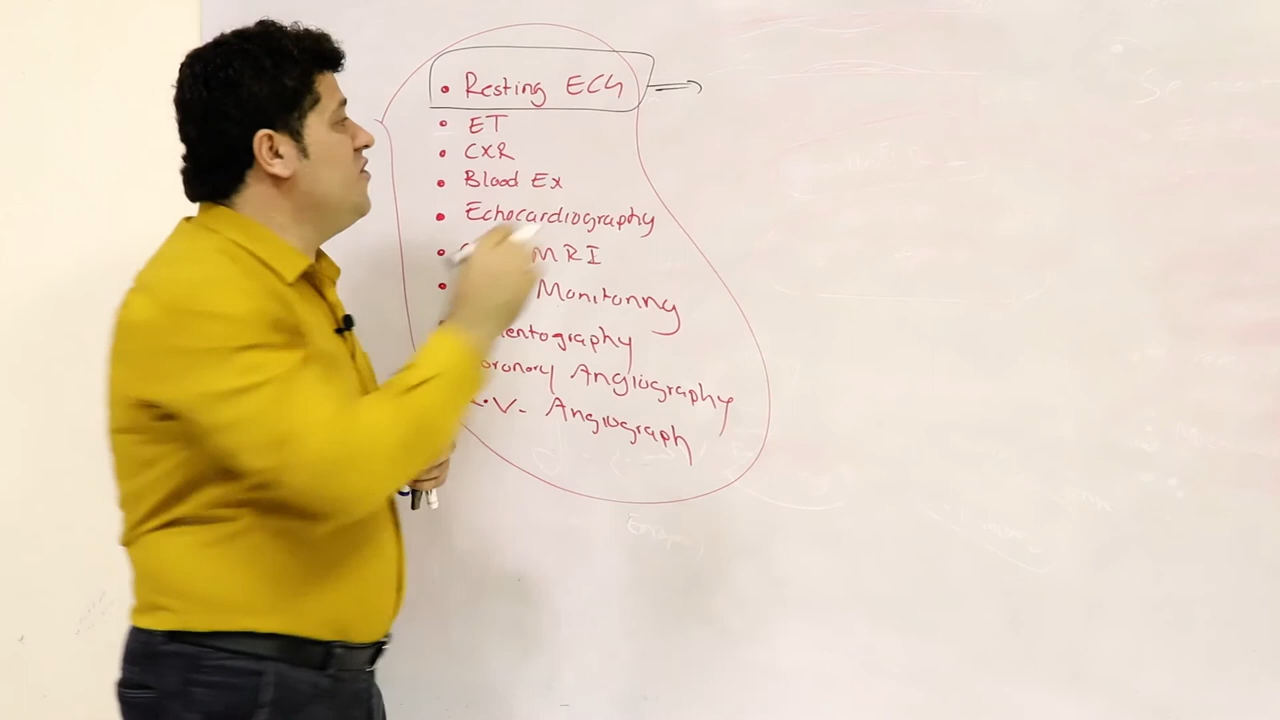 • Resting ECG
• ET
• CXR
• Blood Ex
• Echocardiography
• MRI
• Monitoring
entography
oronary Angiography
.V- Angiograph